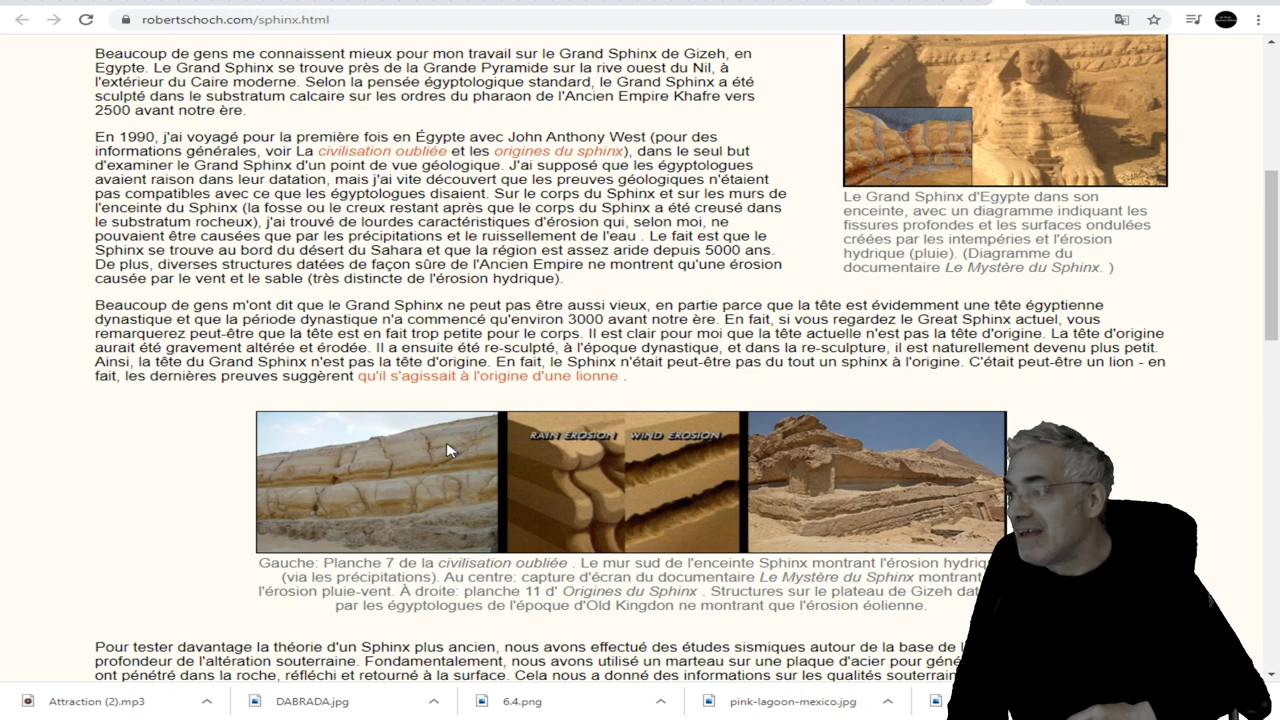 robertschoch.com/sphinx.html
Beaucoup de gens me connaissent mieux pour mon travail sur le Grand Sphinx de Gizeh, en
Egypte. Le Grand Sphinx se trouve près de la Grande Pyramide sur la rive ouest du Nil, à
l'extérieur du Caire moderne. Selon la pensée égyptologique standard, le Grand Sphinx a été
sculpté dans le substratum calcaire sur les ordres du pharaon de l'Ancien Empire Khafre vers
2500 avant notre ère.
En 1990, j'ai voyagé pour la première fois en Égypte avec John Anthony West (pour des
informations générales, voir La civilisation oubliée et les origines du sphinx), dans le seul but
d'examiner le Grand Sphinx d'un point de vue géologique. J'ai supposé que les égyptologues
avaient raison dans leur datation, mais j'ai vite découvert que les preuves géologiques n'étaient
pas compatibles avec ce que les égyptologues disaient. Sur le corps du Sphinx et sur les murs de
l'enceinte du Sphinx (la fosse ou le creux restant après que le corps du Sphinx a été creusé dans
le substratum rocheux), j'ai trouvé de lourdes caractéristiques d'érosion qui, selon moi, ne
pouvaient être causées que par les précipitations et le ruissellement de l'eau . Le fait est que le
Sphinx se trouve au bord du désert du Sahara et que la région est assez aride depuis 5000 ans.
De plus, diverses structures datées de façon sûre de l'Ancien Empire ne montrent qu'une érosion
causée par le vent et le sable (très distincte de l'érosion hydrique).
Le Grand Sphinx d'Egypte dans son
enceinte, avec un diagramme indiquant les
fissures profondes et les surfaces ondulées
créées par les intempéries et l'érosion
hydrique (pluie). (Diagramme du
documentaire Le Mystère du Sphinx. )
Beaucoup de gens m'ont dit que le Grand Sphinx ne peut pas être aussi vieux, en partie parce que la tête est évidemment une tête égyptienne
dynastique et que la période dynastique n'a commencé qu'environ 3000 avant notre ère. En fait, si vous regardez le Great Sphinx actuel, vous
remarquerez peut-être que la tête est en fait trop petite pour le corps. Il est clair pour moi que la tête actuelle n'est pas la tête d'origine. La tête d'origine
aurait été gravement altérée et érodée. Il a ensuite été re-sculpté, à l'époque dynastique, et dans la re-sculpture, il est naturellement devenu plus petit.
Ainsi, la tête du Grand Sphinx n'est pas la tête d'origine. En fait, le Sphinx n'était peut-être pas du tout un sphinx à l'origine. C'était peut-être un lion - en
fait, les dernières preuves suggèrent qu'il s'agissait à l'origine d'une lionne .
RAIN EROSION WIND EROSION
Gauche: Planche 7 de la civilisation oubliée . Le mur sud de l'enceinte Sphinx montrant l'érosion
(via les précipitations). Au centre: capture d'écran du documentaire Le Mystère du Sphinx
l'érosion pluie-vent. À droite: planche 11 d' Origines du Sphinx . Structures sur le plateau de Gizeh
par les égyptologues de l'époque d'Old Kingdon ne montrant que l'érosion éolienne.
Pour tester davantage la théorie d'un Sphinx plus ancien, nous avons effectué des études sismiques autour de la base de
profondeur de l'altération souterraine. Fondamentalement, nous avons utilisé un marteau sur une plaque d'acier pour
ont pénétré dans la roche, réfléchi et retourné à la surface. Cela nous a donné des informations sur les qualités
Attraction (2).mp3
DABRADA.jpg
6.4.png
pink-lagoon-mexico.jpg